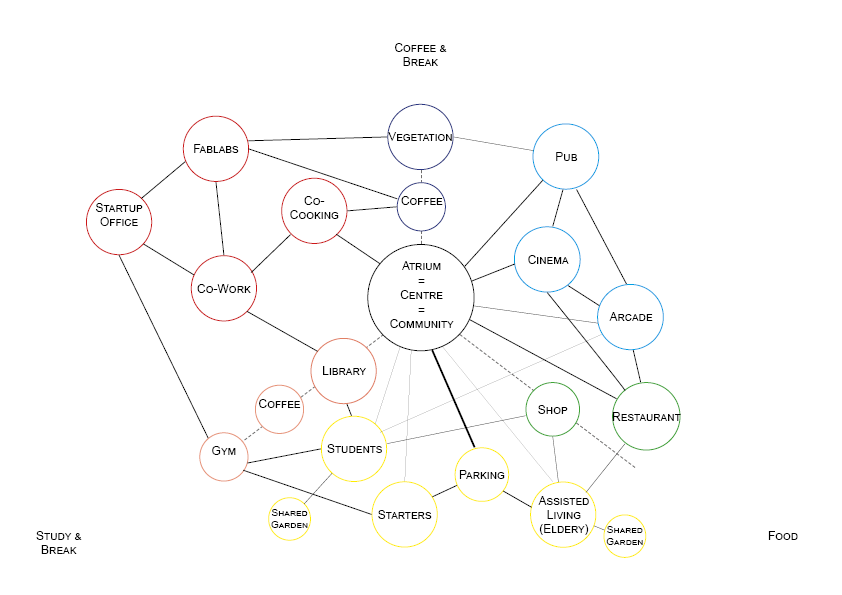 Coffee &
Break
Vegetation
Fablabs
Pub
Co-
Cooking
Coffee
Startup
Office
Cinema
Atrium
=
Centre
=
Community
Co-Work
Arcade
Library
Coffee
Shop
Restaurant
Gym
Students
Parking
Shared
Garden
Starters
Assisted
Living
(Eldery)
Shared
Garden
Study &
Break
Food